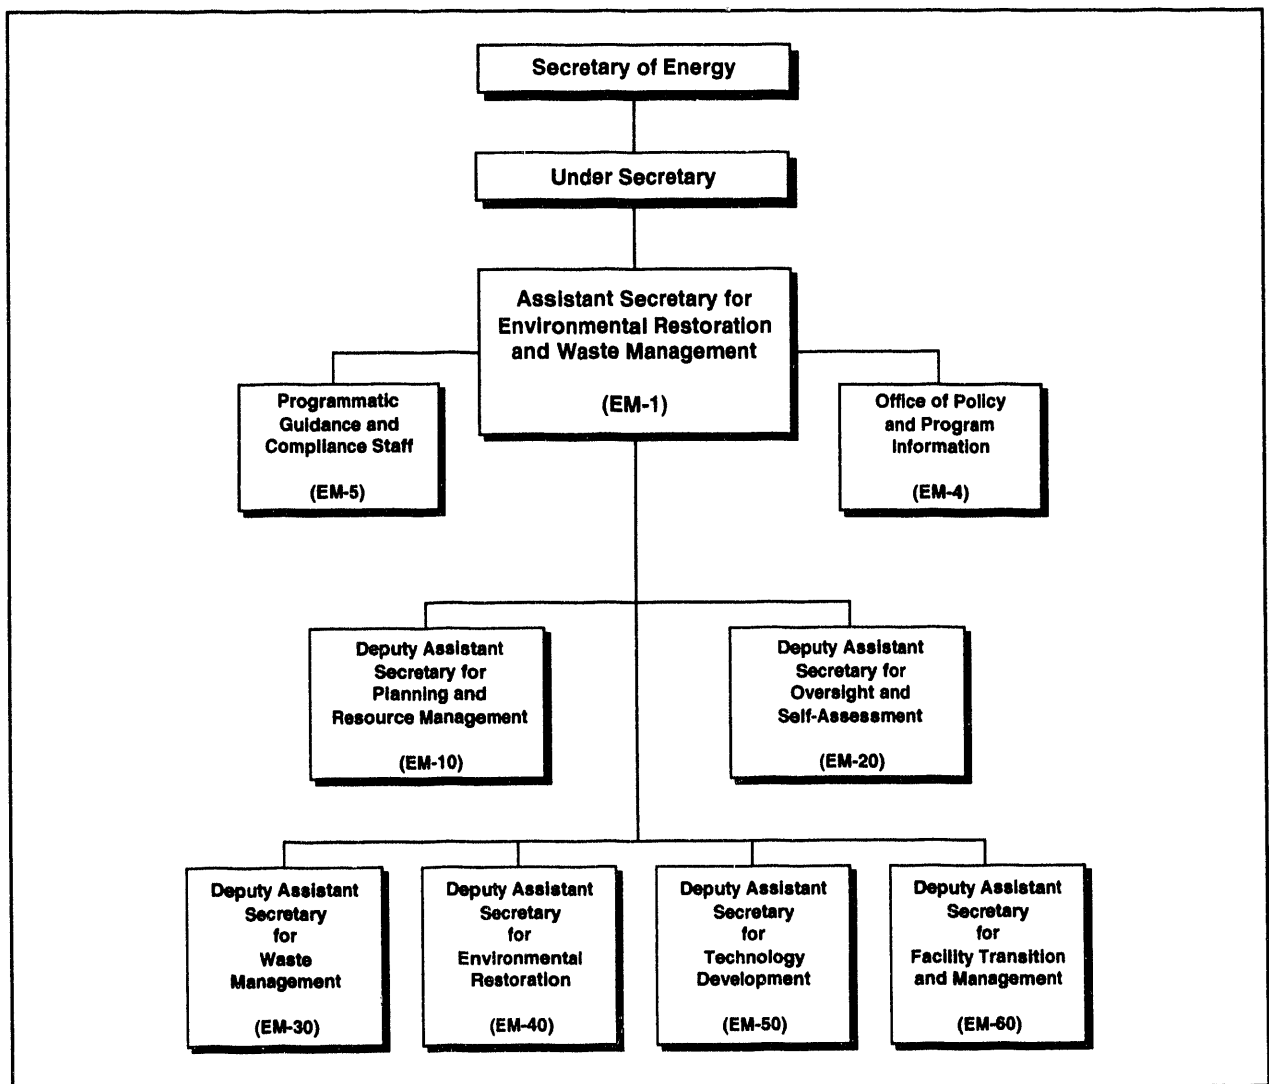 Secretary of Energy
Under Secretary
Assistant Secretary for
Environmental Restoration
and Waste Management
(EM-1)
Programmatic
Guidance and
Compliance Staff
(EM-5)
Office of Policy
and Program
Information
(EM-4)
Deputy Assistant
Secretary for
Planning and
Resource Management
(EM-10)
Deputy Assistant
Secretary for
Oversight and
Self-Assessment
(EM-20)
Deputy Assistant
Secretary
for
Waste
Management
(EM-30)
Deputy Assistant
Secretary
for
Environmental
Restoration
(EM-40)
Deputy Assistant
Secretary
for
Technology
Development
(EM-50)
Deputy Assistant
Secretary
for
Facility Transition
and Management
(EM-60)